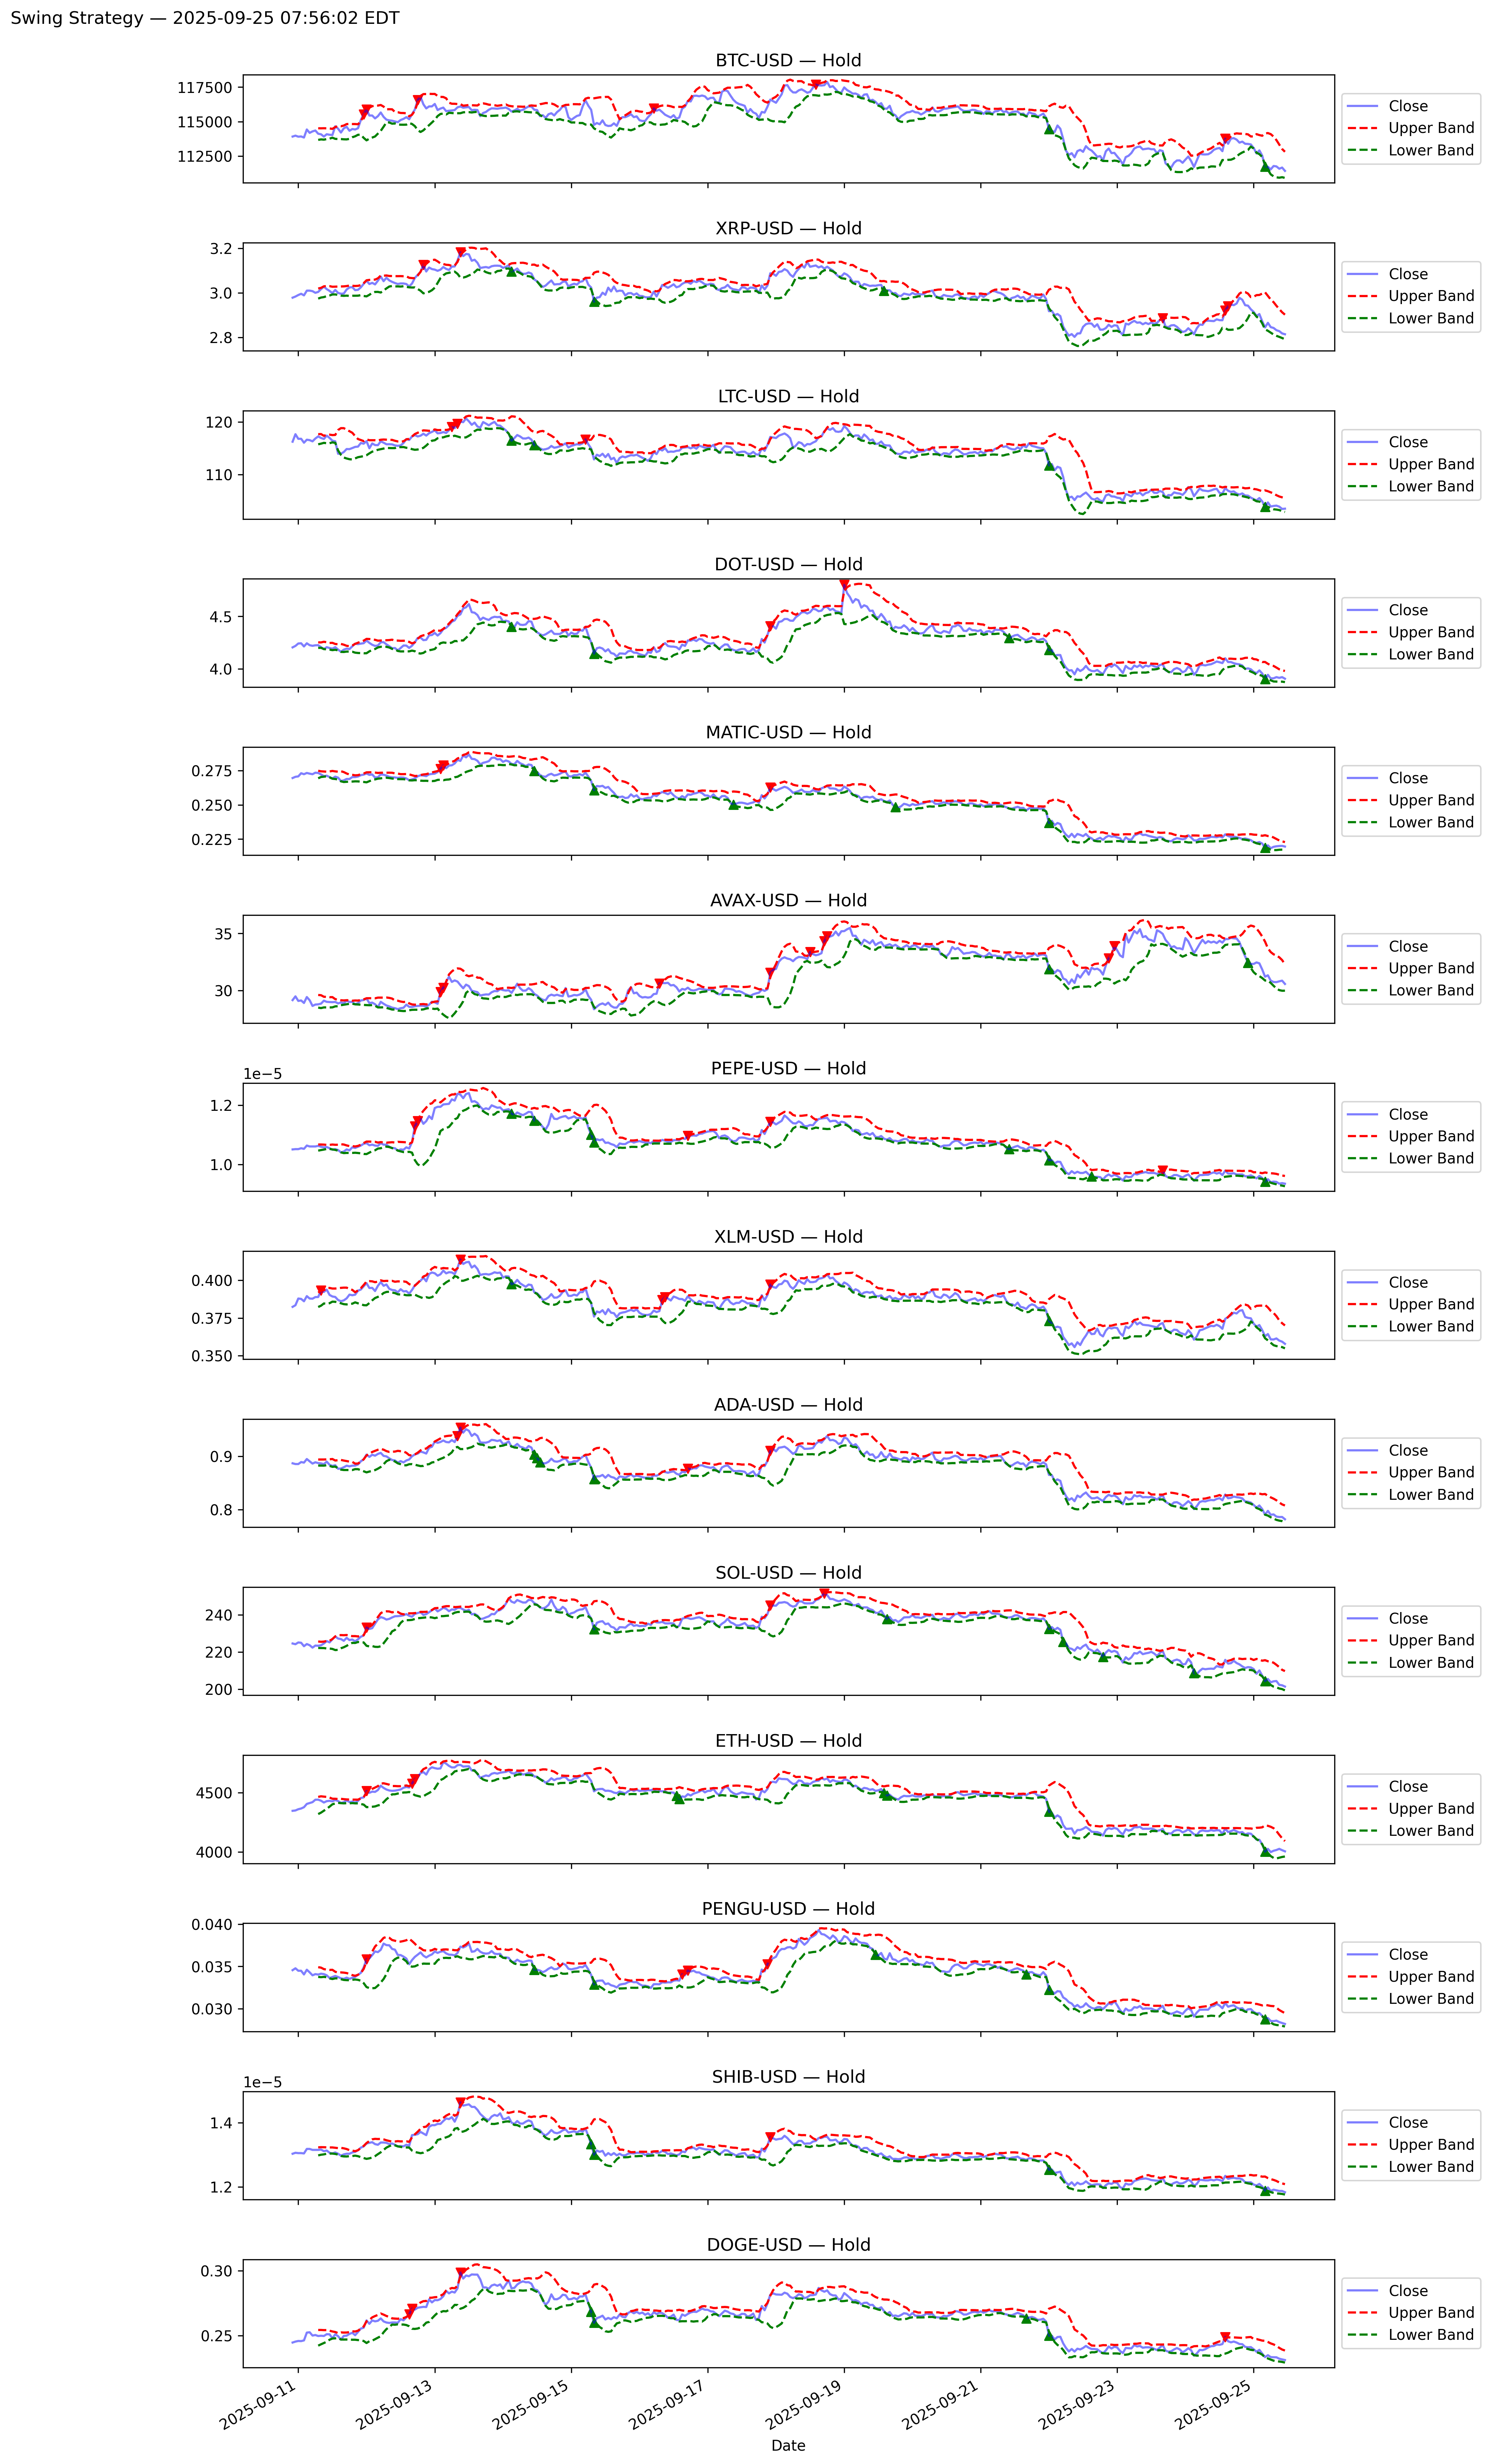 Swing Strategy — 2025-09-25 07:56:02 EDT
BTC-USD — Hold
117500
115000
112500
Close
Upper Band
Lower Band
XRP-USD — Hold
3.2
3.0
2.8
Close
Upper Band
Lower Band
LTC-USD — Hold
120
110
Close
Upper Band
Lower Band
DOT-USD — Hold
4.5
4.0
Close
Upper Band
Lower Band
MATIC-USD — Hold
0.275
0.250
0.225
Close
Upper Band
Lower Band
AVAX-USD — Hold
35
30
Close
Upper Band
Lower Band
PEPE-USD — Hold
1e−5
1.2
1.0
Close
Upper Band
Lower Band
XLM-USD — Hold
0.400
0.375
0.350
Close
Upper Band
Lower Band
ADA-USD — Hold
0.9
0.8
Close
Upper Band
Lower Band
SOL-USD — Hold
240
220
200
Close
Upper Band
Lower Band
ETH-USD — Hold
4500
4000
Close
Upper Band
Lower Band
PENGU-USD — Hold
0.040
0.035
0.030
Close
Upper Band
Lower Band
SHIB-USD — Hold
1e−5
1.4
1.2
Close
Upper Band
Lower Band
DOGE-USD — Hold
0.30
0.25
Close
Upper Band
Lower Band
2025-09-11
2025-09-13
2025-09-15
2025-09-17
2025-09-19
2025-09-21
2025-09-23
2025-09-25
Date